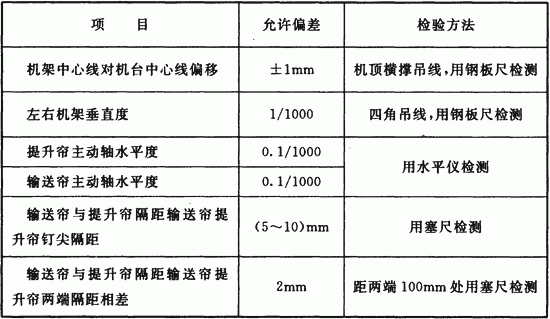 项 目 允许偏差 检验方法
机架中心线对机台中心线偏移 ±1mm 机顶横撑吊线,用钢板尺检测
左右机架垂直度 1/1000 四角吊线,用钢板尺检测
提升帘主动轴水平度 0.1/1000 用水平仪检测
输送帘主动轴水平度 0.1/1000
输送帘与提升帘隔距输送帘提
升帘钉尖隔距 (5~10)mm 用塞尺检测
输送帘与提升帘隔距输送帘提
升帘两端隔距相差 2mm 距两端100mm处用塞尺检测